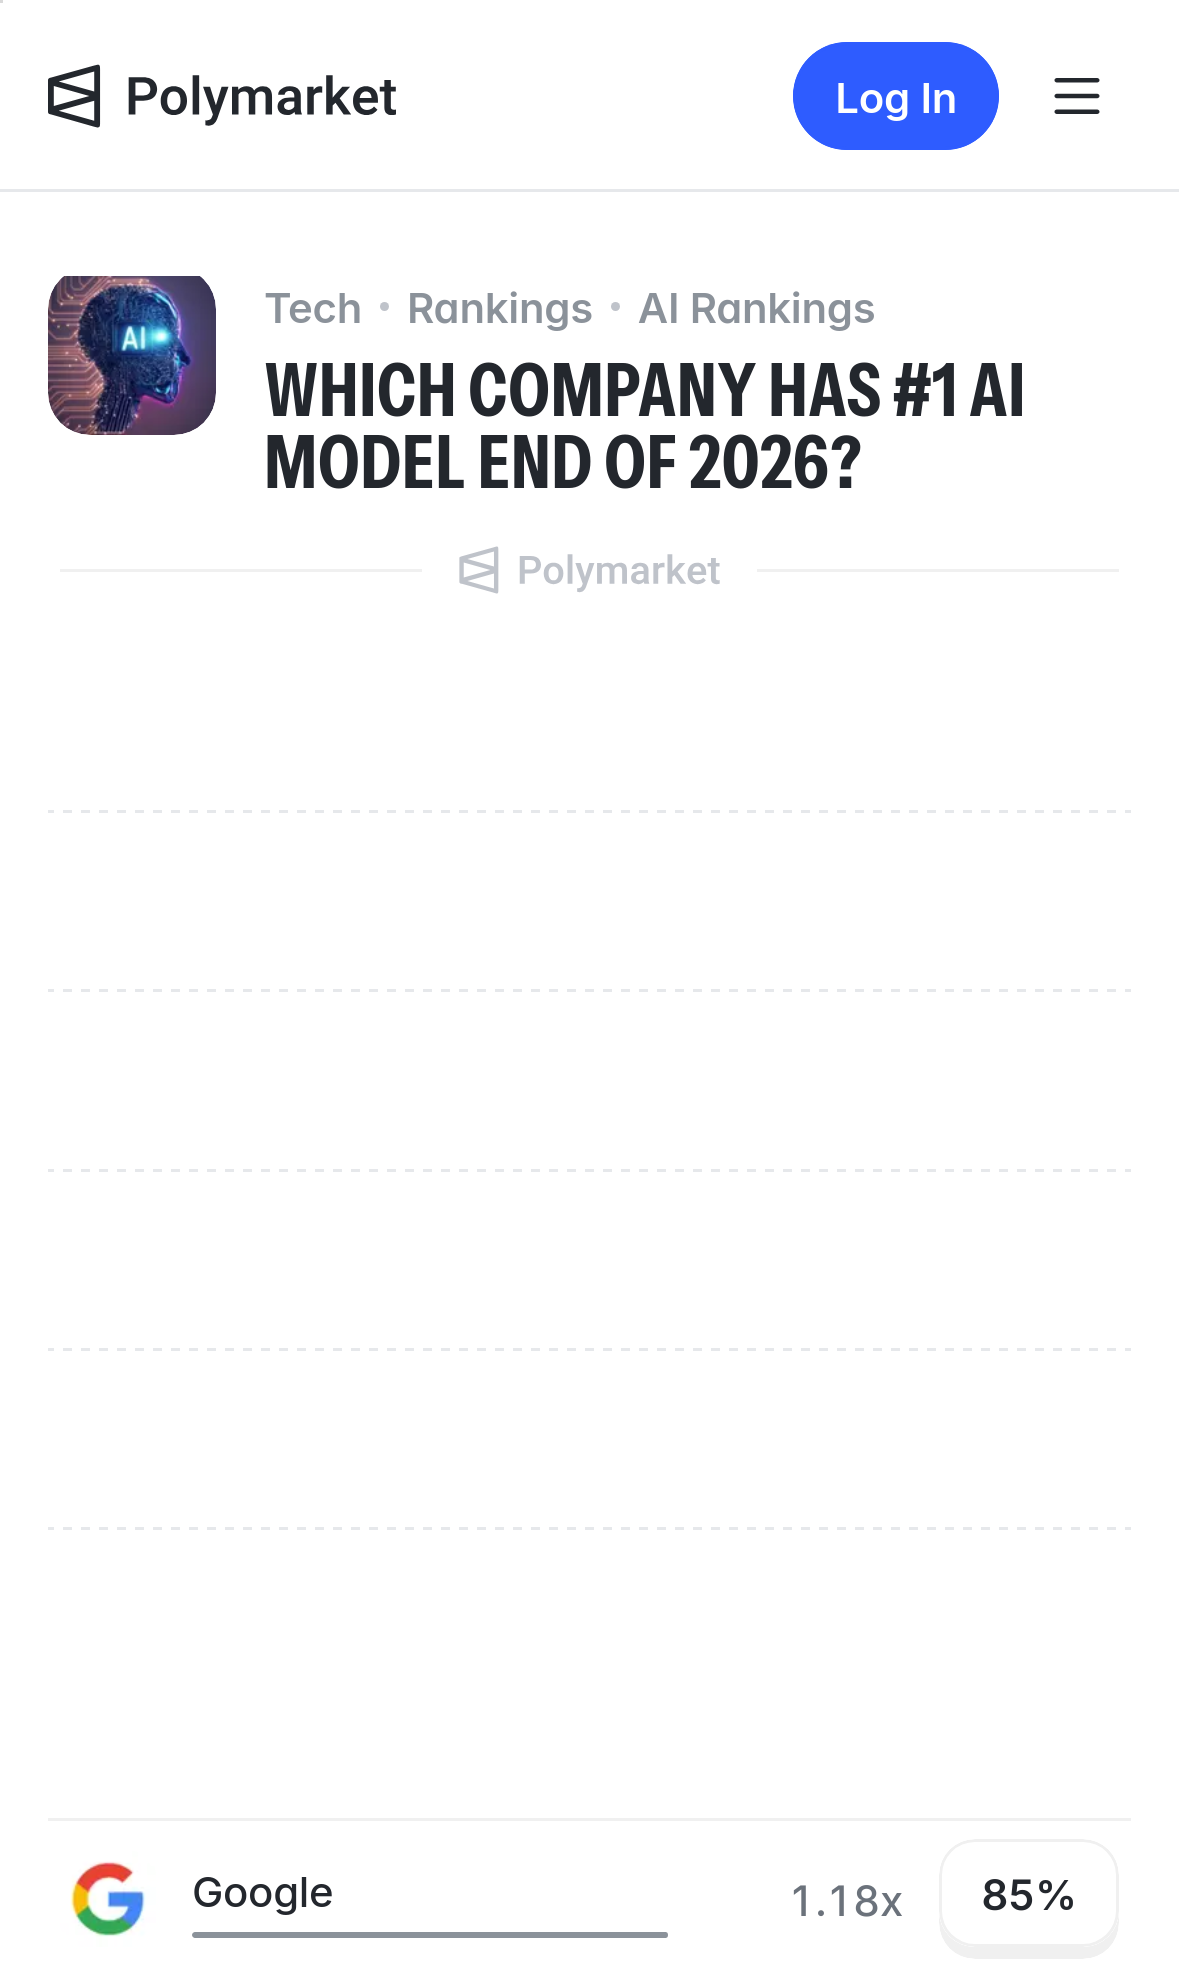 Polymarket
Log In
AI
Tech • Rankings • AI Rankings
WHICH COMPANY HAS #1 AI
MODEL END OF 2026?
Polymarket
Google
1.18x
85%